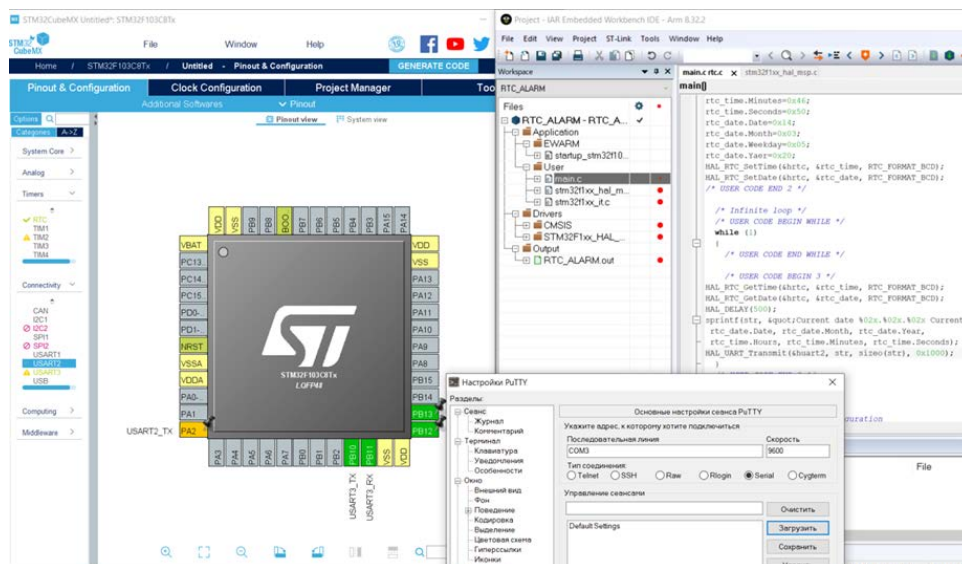 STM32CubeMX Untitled*: STM32F103C8Tx
STM32
CubeMX
File Window Help
Home / STM32F103C8Tx / Untitled - Pinout & Configuration GENERATE CODE
Pinout & Configuration Clock Configuration Project Manager Too
Additional Softwares Pinout
Options
Categories A->Z
Pinout view System view
System Core
Analog
Timers
RTC
TIM1
TIM2
TIM3
TIM4
Connectivity
CAN
I2C1
I2C2
SPI1
SPI2
USART1
USART2
USART3
USB
Computing
Middleware
VDD VSS PB9 PB8 BOO PB7 PB6 PB5 PB4 PB3 PA15 PA14
VBAT
PC13..
PC14..
PC15..
PD0-..
PD1-..
NRST
VSSA
VDDA
PA0-..
PA1
USART2_TX PA2
VDD
VSS
PA13
PA12
PA11
PA10
PA9
PA8
PB15
PB14
PB13
PB12
STM32F103C8Tx
LQFP48
PA3 PA4 PA5 PA6 PA7 PB0 PB1 PB2 PB10 PB11 VSS VDD
USART3_TX
USART3_RX
Project - IAR Embedded Workbench IDE - Arm 8.32.2
File Edit View Project ST-Link Tools Window Help
Workspace
RTC_ALARM
Files
RTC_ALARM - RTC_A...
Application
EWARM
startup_stm32f10...
User
main.c
stm32f1xx_hal_m...
stm32f1xx_it.c
Drivers
CMSIS
STM32F1xx_HAL_...
Output
RTC_ALARM.out
main.c rtc.c x stm32f1xx_hal_msp.c
main()
rtc_time.Minutes=0x46;
rtc_time.Seconds=0x50;
rtc_date.Date=0x14;
rtc_date.Month=0x03;
rtc_date.Weekday=0x05;
rtc_date.Yaer=0x20;
HAL_RTC_SetTime(&hrtc, &rtc_time, RTC_FORMAT_BCD);
HAL_RTC_SetDate(&hrtc, &rtc_date, RTC_FORMAT_BCD);
/* USER CODE END 2 */
/* Infinite loop */
/* USER CODE BEGIN WHILE */
while (1)
{
/* USER CODE END WHILE */
/* USER CODE BEGIN 3 */
HAL_RTC_GetTime(&hrtc, &rtc_time, RTC_FORMAT_BCD);
HAL_RTC_GetDate(&hrtc, &rtc_date, RTC_FORMAT_BCD);
HAL_DELAY(500);
sprintf(str, &quot;Current date %02x.%02x.%02x Current
rtc_date.Date, rtc_date.Month, rtc_date.Year,
rtc_time.Hours, rtc_time.Minutes, rtc_time.Seconds);
HAL_UART_Transmit(&huart2, str, sizeo(str), 0x1000);
}
guration
File
Настройки PuTTY
Разделы:
Сеанс
Журнал
Комментарий
Терминал
Клавиатура
Уведомления
Особенности
Окно
Внешний вид
Фон
Поведение
Кодировка
Выделение
Цветовая схема
Гиперссылки
Иконки
Основные настройки сеанса PuTTY
Укажите адрес, к которому хотите подключиться
Последовательная линия Скорость
COM3 9600
Тип соединения:
Telnet SSH Raw Rlogin Serial Cygterm
Управление сеансами
Очистить
Default Settings
Загрузить
Сохранить